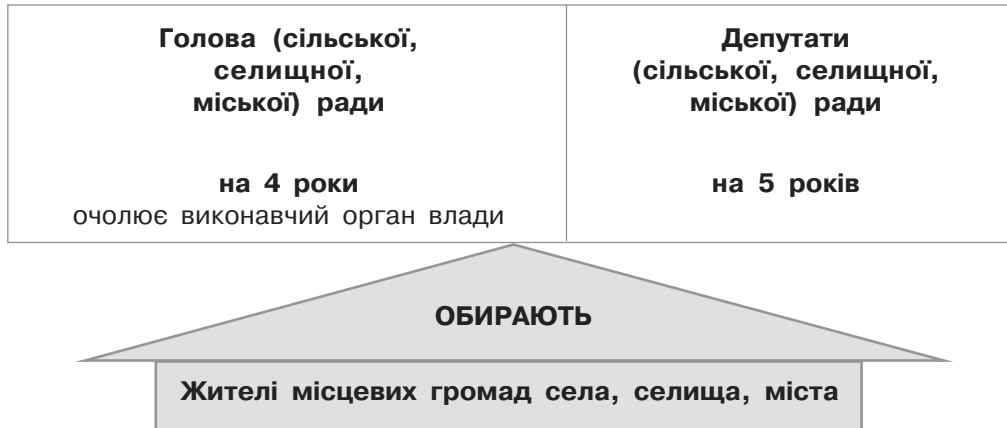 Голова (сільської,
селищної,
міської) ради
на 4 роки
очолює виконавчий орган влади
Депутати
(сільської, селищної,
міської) ради
на 5 років
ОБИРАЮТЬ
Жителі місцевих громад села, селища, міста